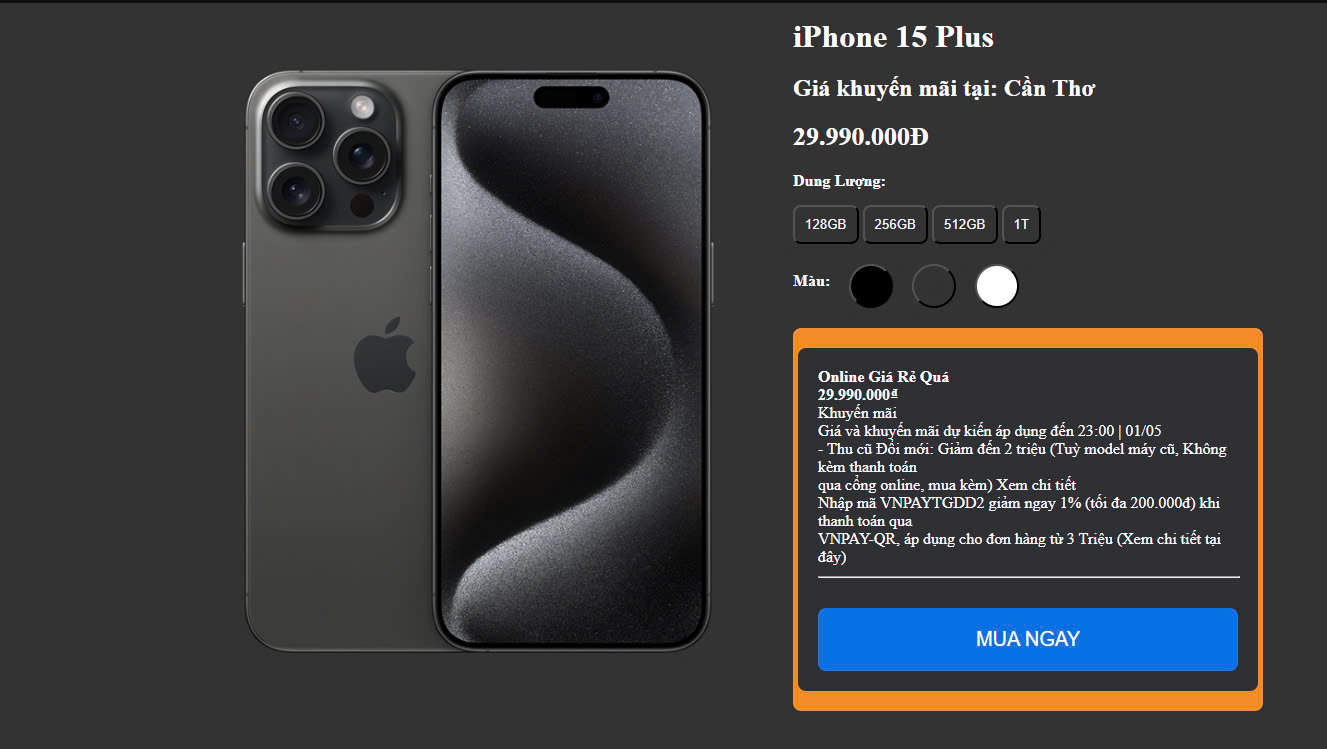 iPhone 15 Plus
Giá khuyến mãi tại: Cần Thơ
29.990.000Đ
Dung Lượng:
128GB 256GB 512GB 1T
Màu:
Online Giá Rẻ Quá
29.990.000₫
Khuyến mãi
Giá và khuyến mãi dự kiến áp dụng đến 23:00 | 01/05
- Thu cũ Đổi mới: Giảm đến 2 triệu (Tuỳ model máy cũ, Không
kèm thanh toán
qua cổng online, mua kèm) Xem chi tiết
Nhập mã VNPAYTGDD2 giảm ngay 1% (tối đa 200.000đ) khi
thanh toán qua
VNPAY-QR, áp dụng cho đơn hàng từ 3 Triệu (Xem chi tiết tại
đây)
MUA NGAY